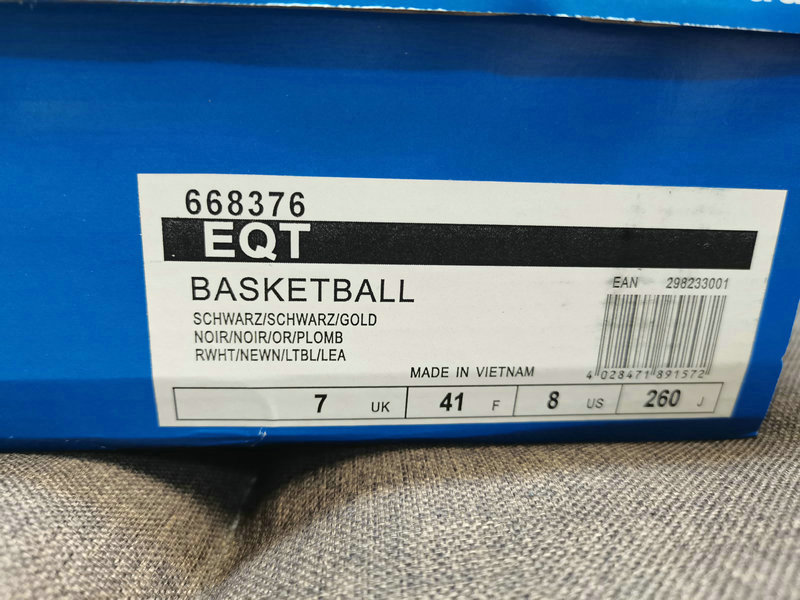 668376
EQT
BASKETBALL
SCHWARZ/SCHWARZ/GOLD
NOIR/NOIR/OR/PLOMB
RWHT/NEWN/LTBL/LEA
EAN 298233001
4 028471 891572
MADE IN VIETNAM
7 UK 41 F 8 US 260 J